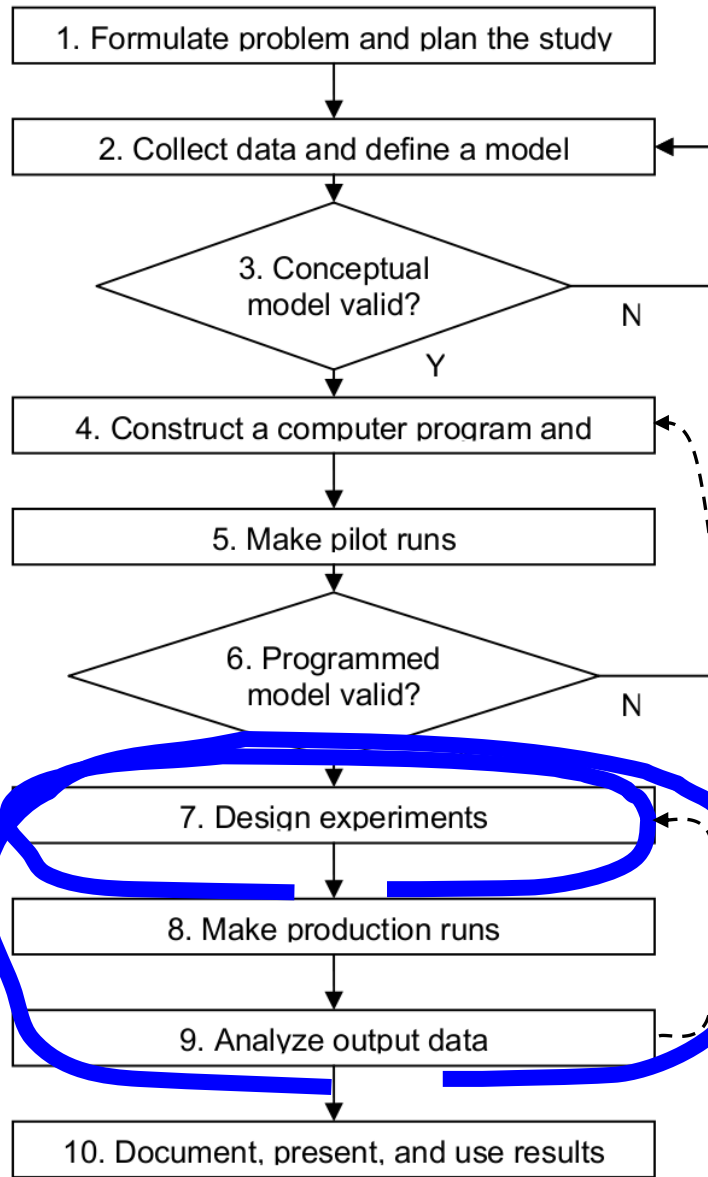 1. Formulate problem and plan the study
2. Collect data and define a model
3. Conceptual
model valid?
N
Y
4. Construct a computer program and
5. Make pilot runs
6. Programmed
model valid?
N
7. Design experiments
8. Make production runs
9. Analyze output data
10. Document, present, and use results